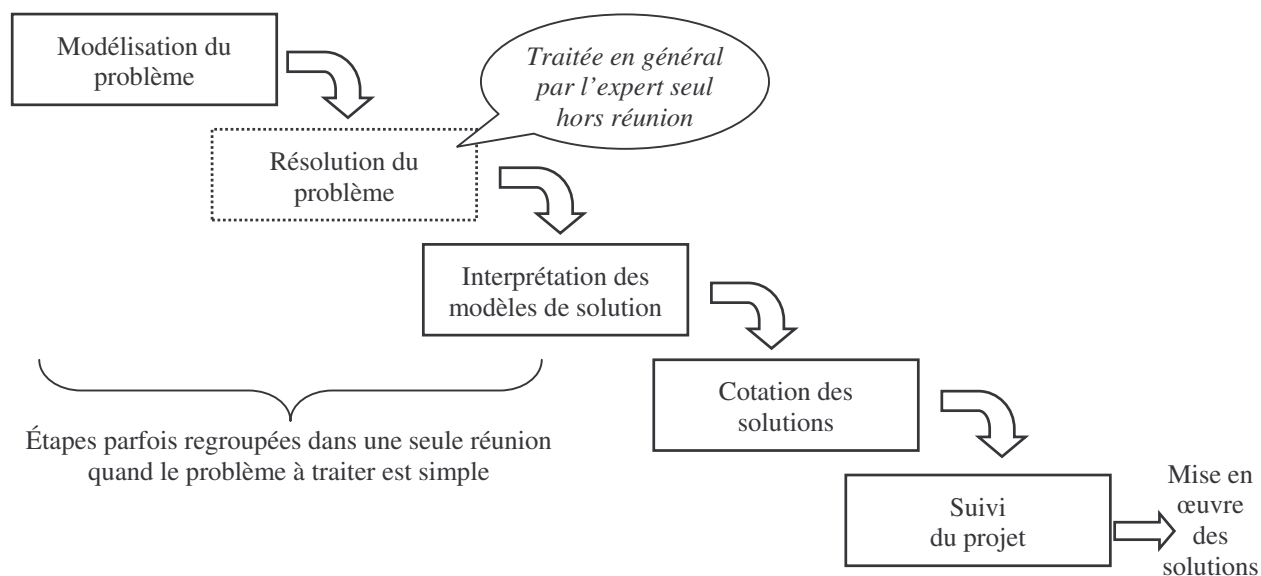 Modélisation du
problème
Traitée en général
par l'expert seul
hors réunion
Résolution du
problème
Interprétation des
modèles de solution
Cotation des
solutions
Étapes parfois regroupées dans une seule réunion
quand le problème à traiter est simple
Suivi
du projet
Mise en
œuvre
des
solutions